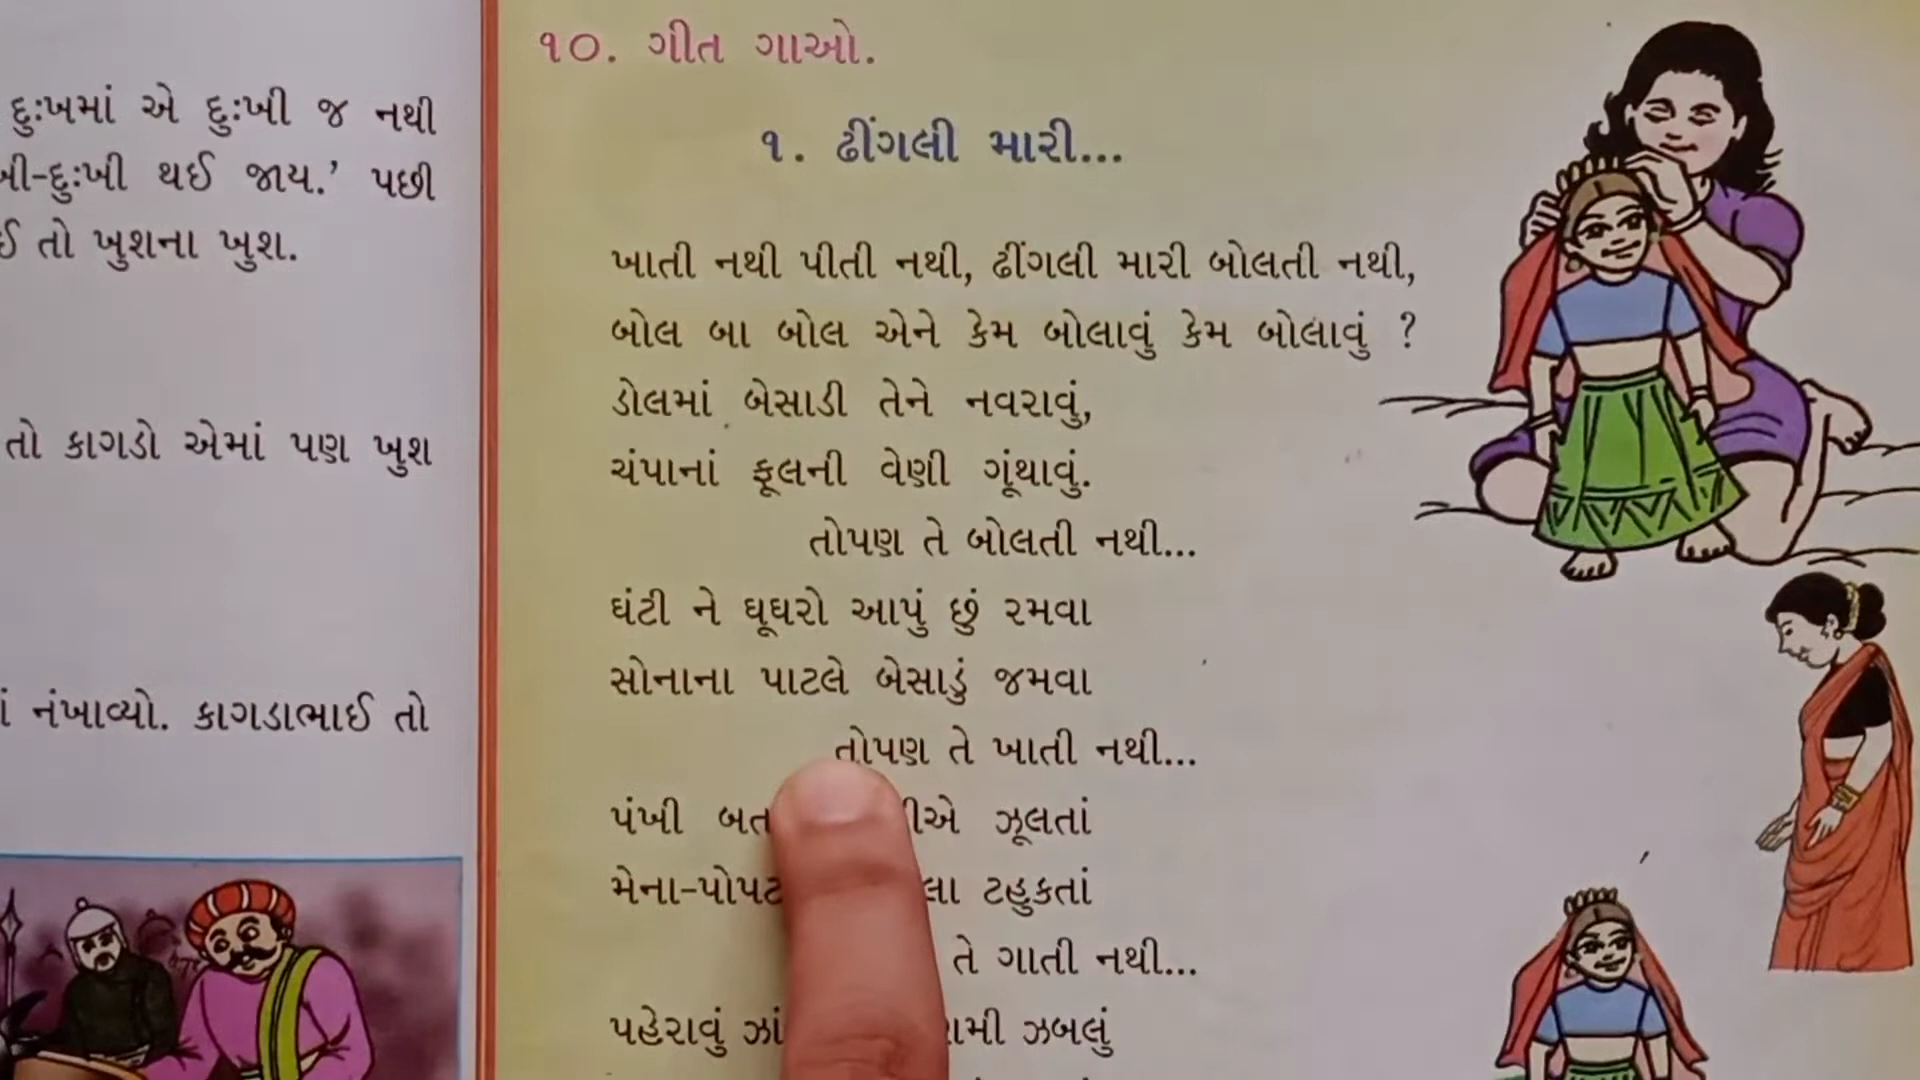 દુઃખમાં એ દુઃખી જ નથી
થઈ જાય.’ પછી
તો ખુશના ખુશ.
તો કાગડો એમાં પણ ખુશ
નંખાવ્યો. કાગડાભાઈ તો
૧૦. ગીત ગાઓ.
૧. ઢીંગલી મારી...
ખાતી નથી પીતી નથી, ઢીંગલી મારી બોલતી નથી,
બોલ બા બોલ એને કેમ બોલાવું કેમ બોલાવું ?
ડોલમાં બેસાડી તેને નવરાવું,
ચંપાનાં ફૂલની વેણી ગૂંથાવું.
તોપણ તે બોલતી નથી...
ઘંટી ને ઘૂઘરો આપું છું રમવા
સોનાના પાટલે બેસાડું જમવા
તોપણ તે ખાતી નથી...
પંખી ઝૂલતાં
મેના-પોપટ ટહુકતાં
તે ગાતી નથી...
પહેરાવું ઝબલું